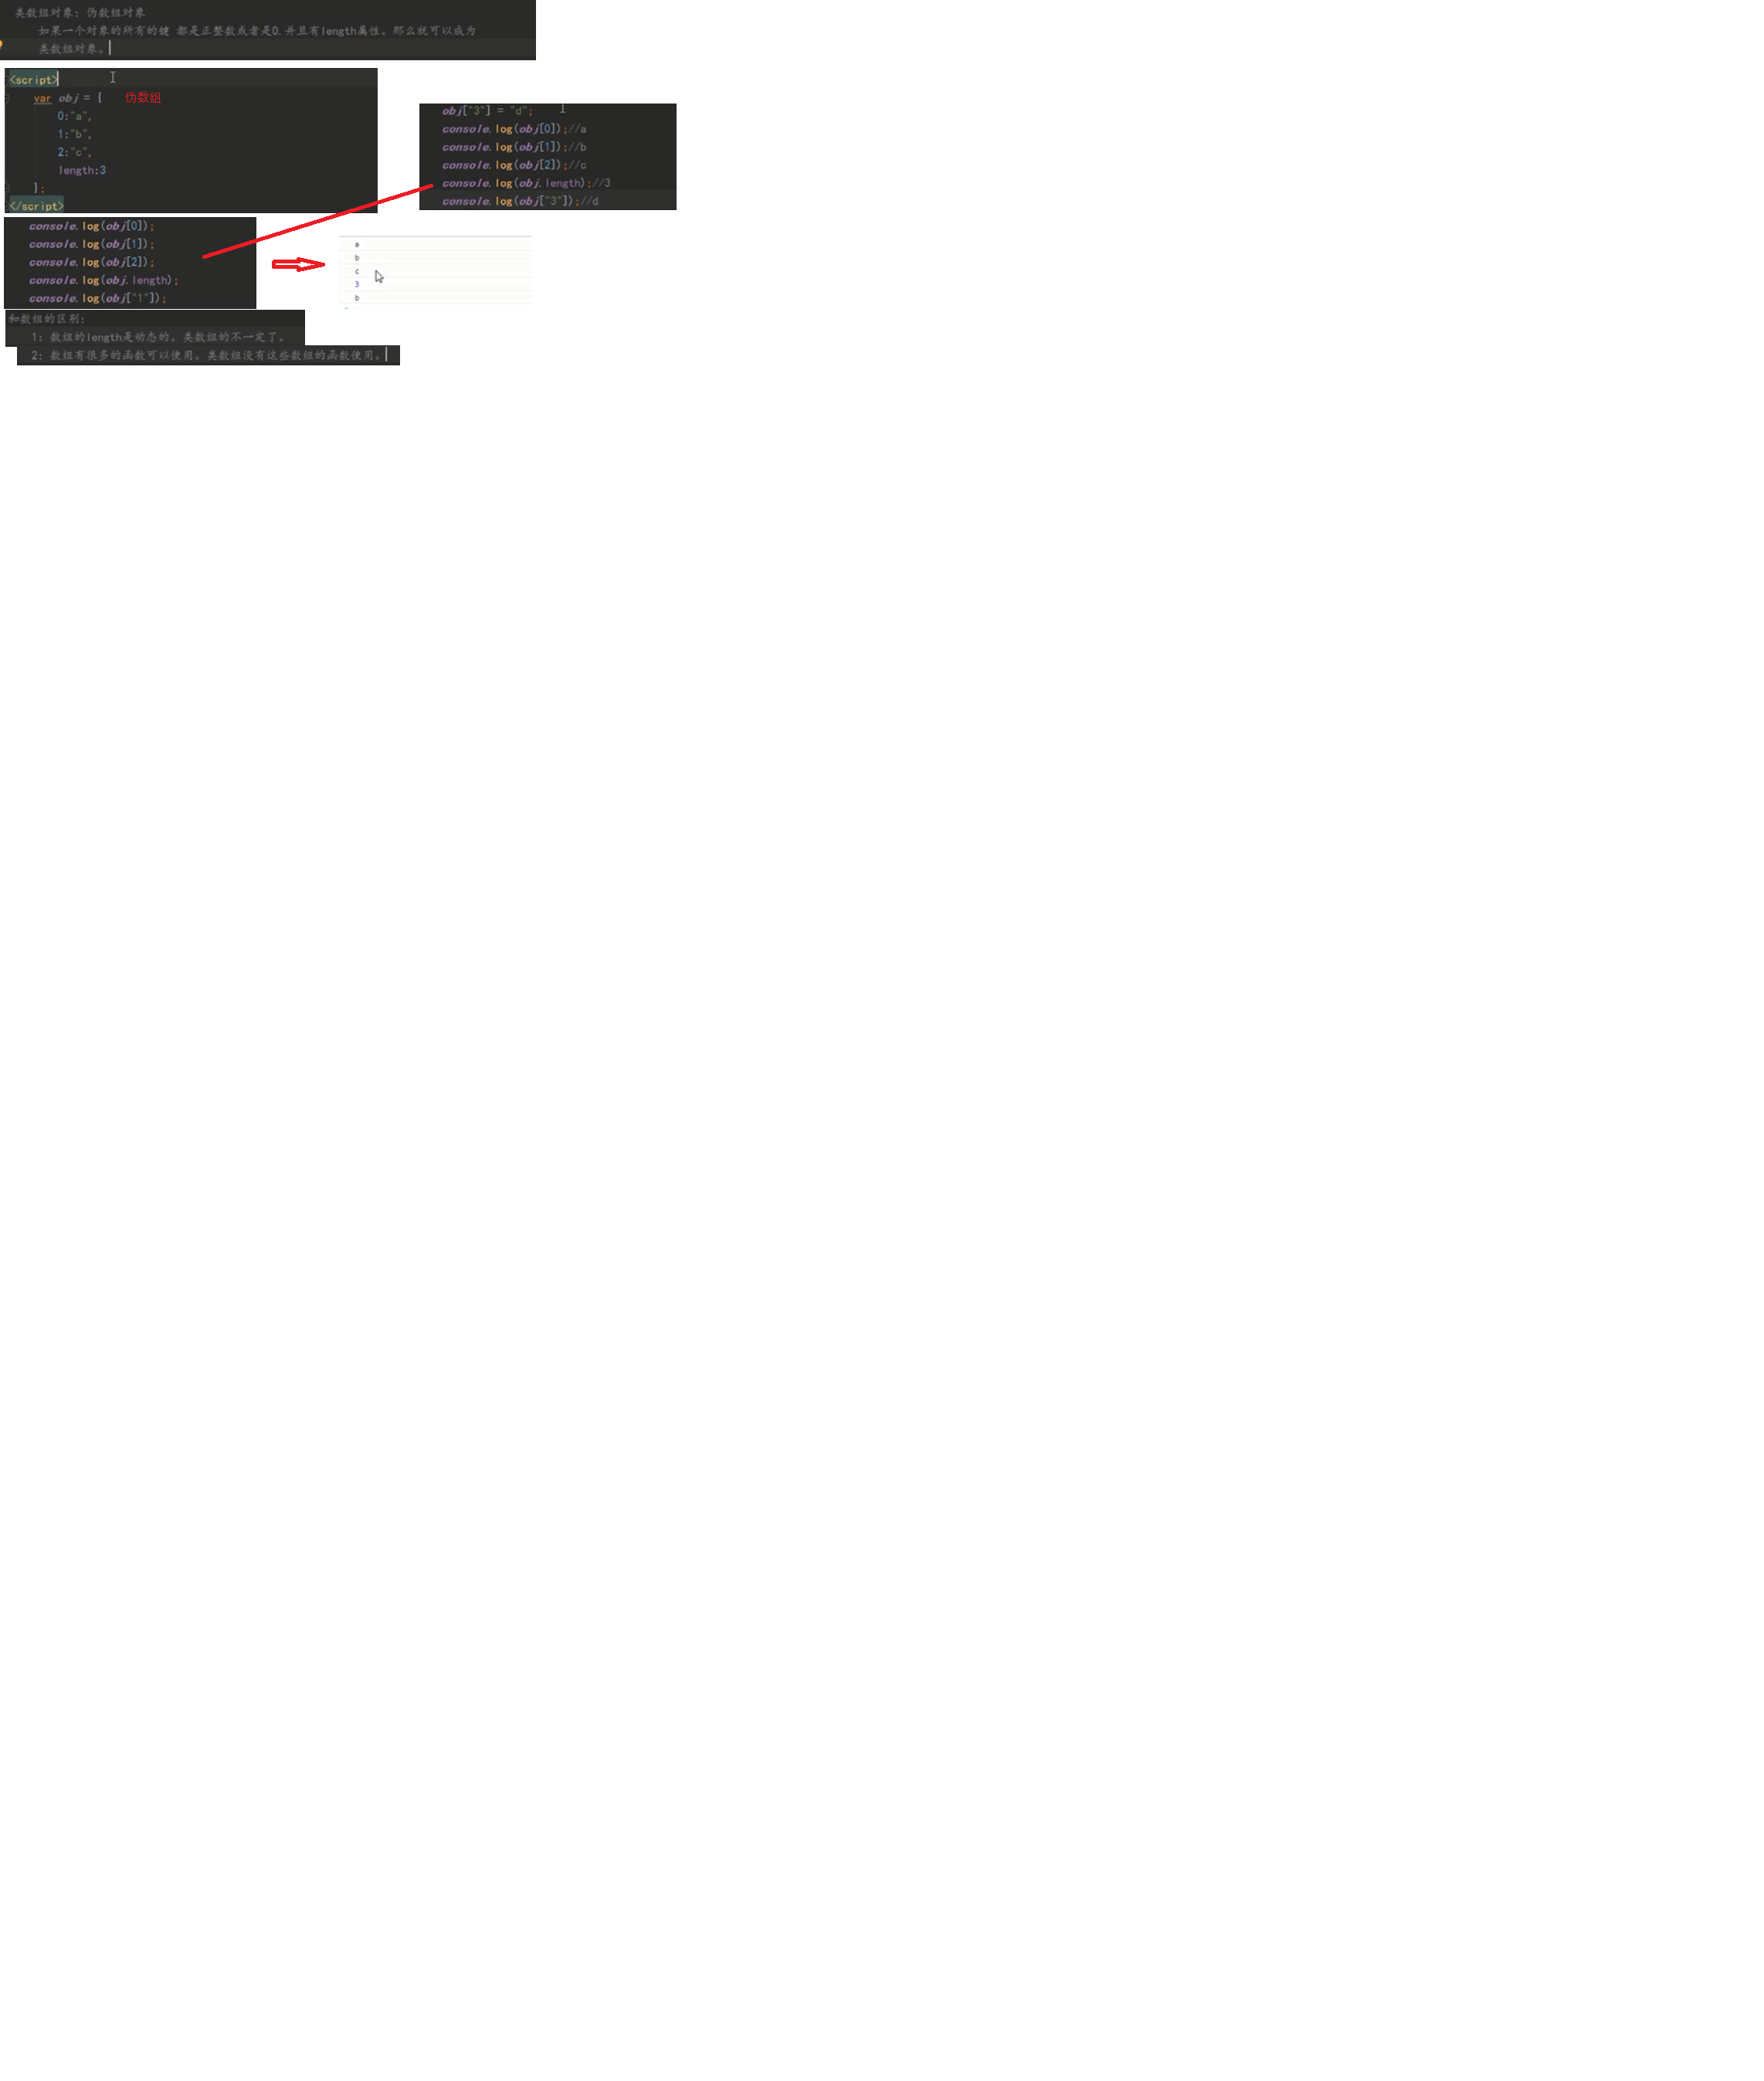 类数组对象: 伪数组对象
如果一个对象的所有的键 都是正整数或者是0,并且有length属性。那么就可以成为
类数组对象。
<script>
var obj = { 伪数组
0:"a",
1:"b",
2:"c",
length:3
};
</script>
obj["3"] = "d";
console.log(obj[0]);//a
console.log(obj[1]);//b
console.log(obj[2]);//c
console.log(obj.length);//3
console.log(obj["3"]);//d
console.log(obj[0]);
console.log(obj[1]);
console.log(obj[2]);
console.log(obj.length);
console.log(obj["1"]);
a
b
c
3
b
和数组的区别:
1: 数组的length是动态的。类数组的不一定了。
2: 数组有很多的函数可以使用。类数组没有这些数组的函数使用。